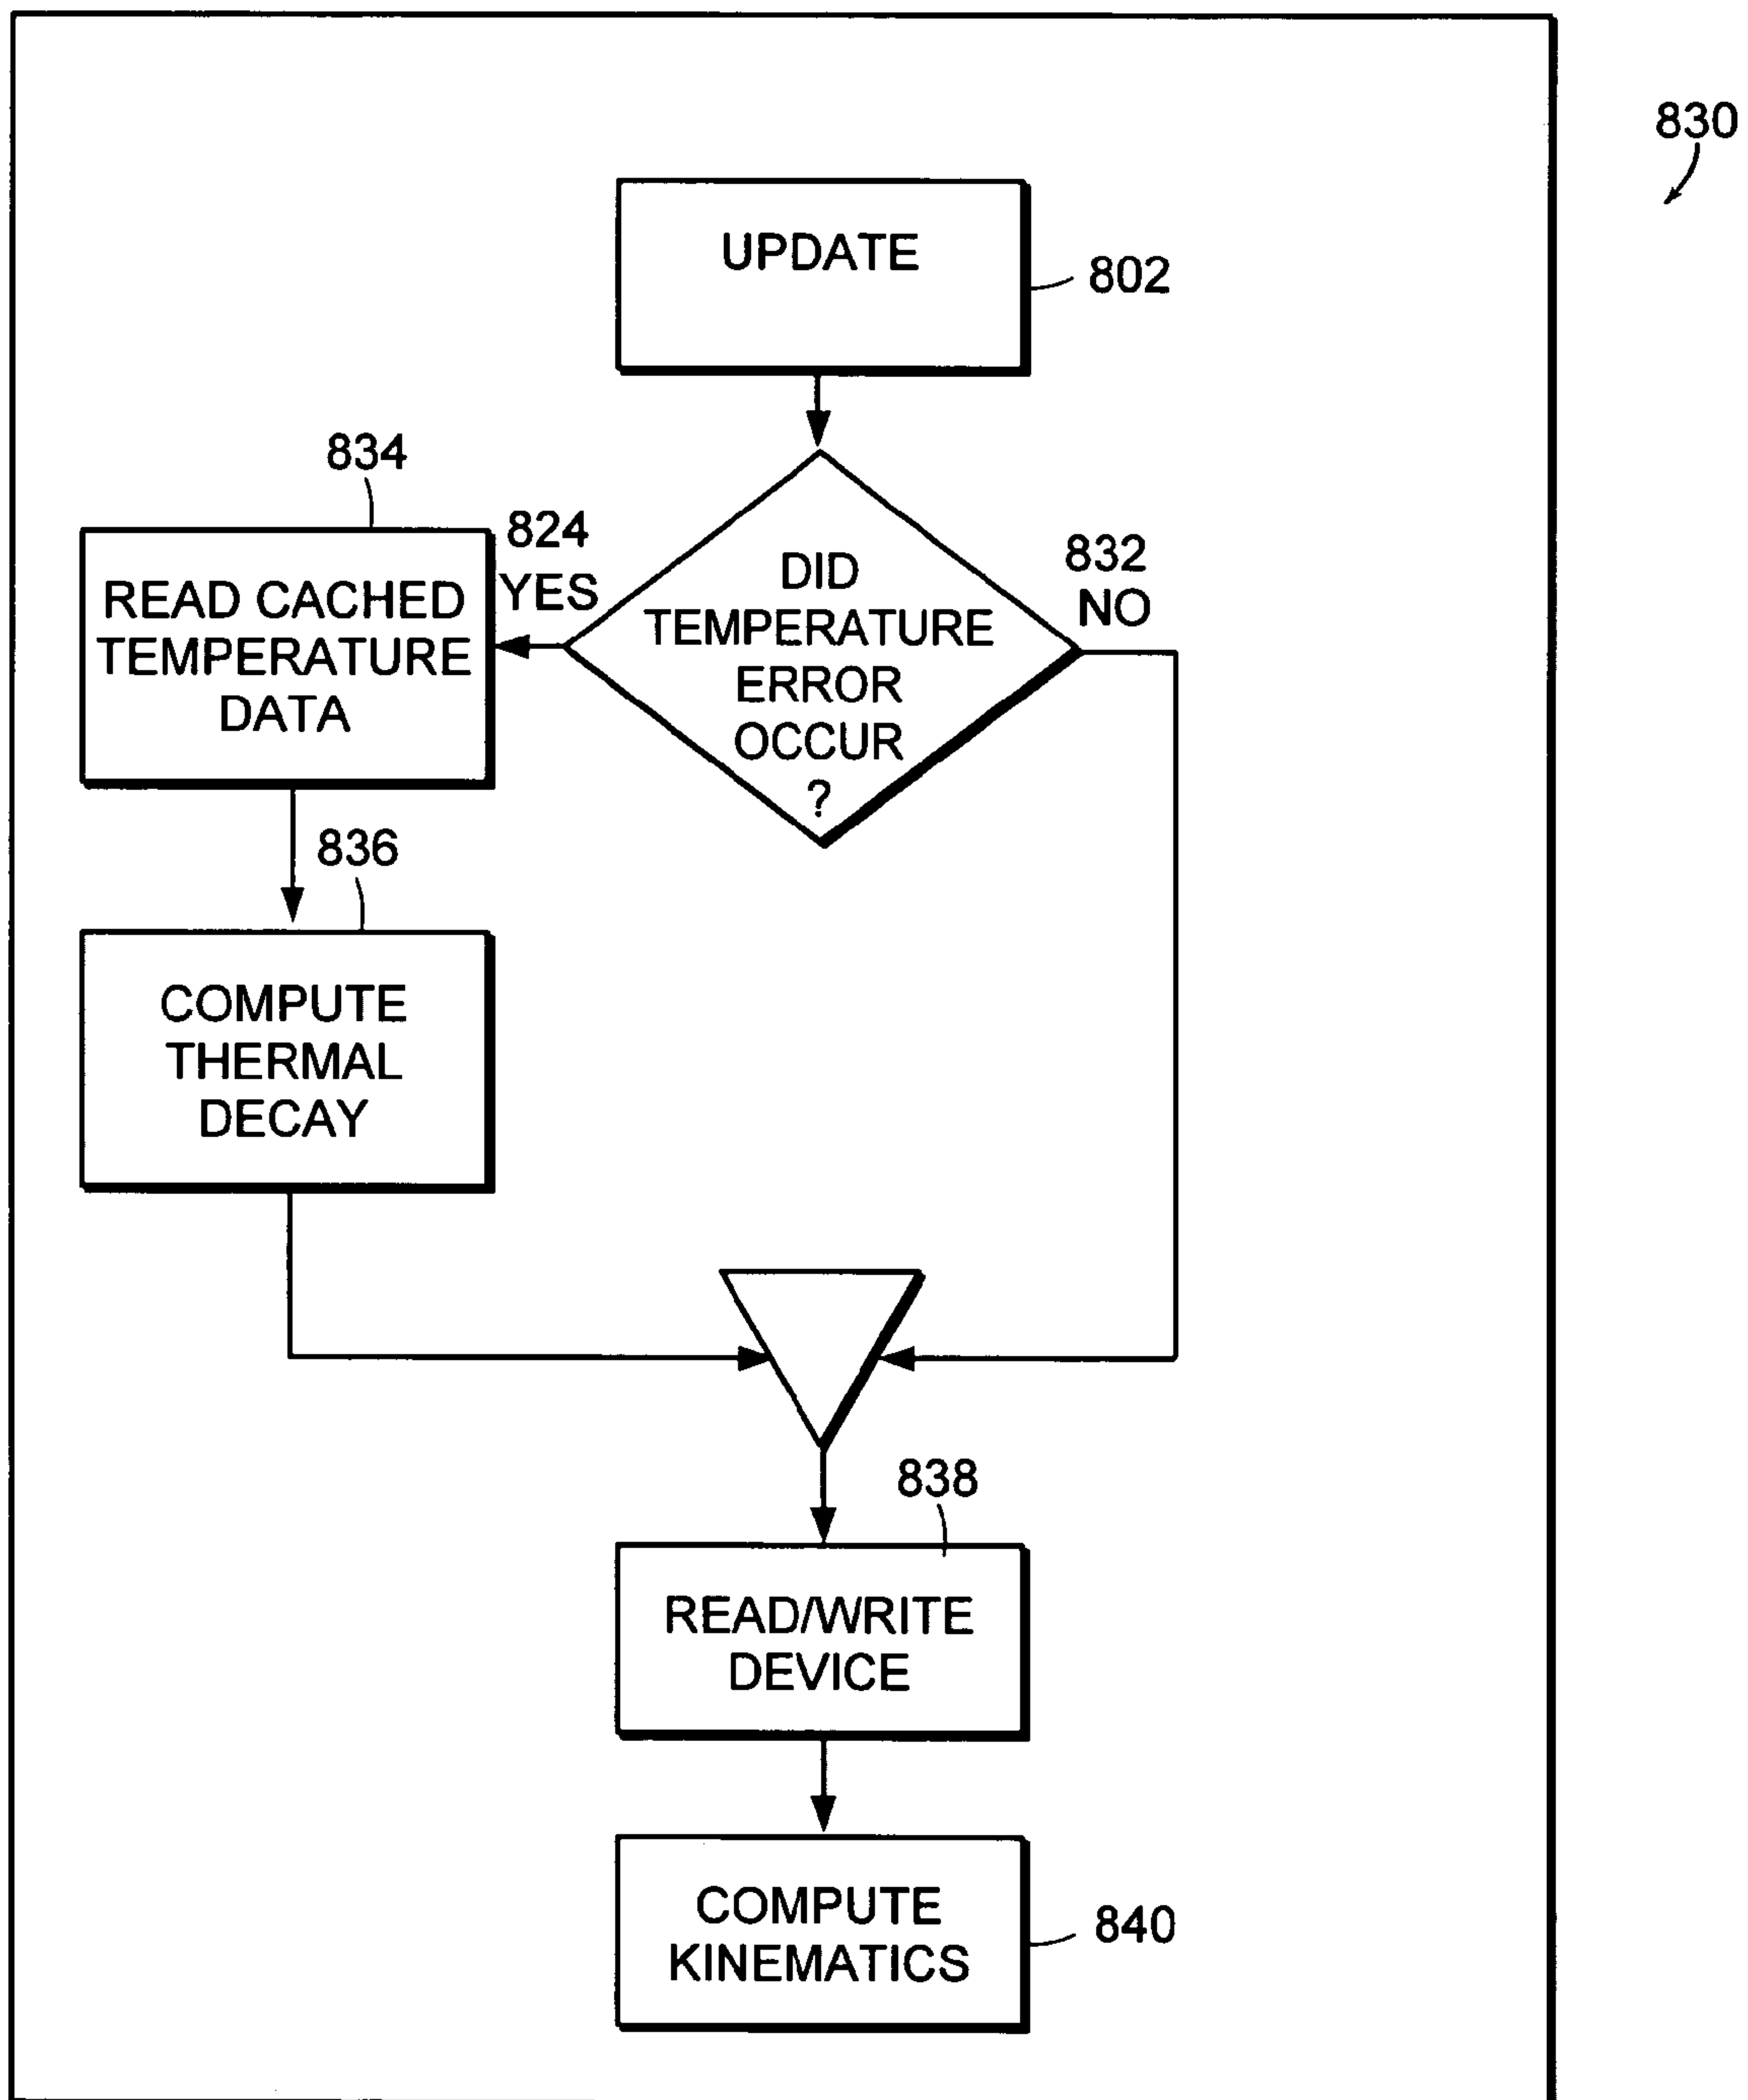 830
UPDATE
802
834
824
YES
832
NO
DID
TEMPERATURE
ERROR
OCCUR
?
READ CACHED
TEMPERATURE
DATA
836
COMPUTE
THERMAL
DECAY
838
READ/WRITE
DEVICE
COMPUTE
KINEMATICS
840